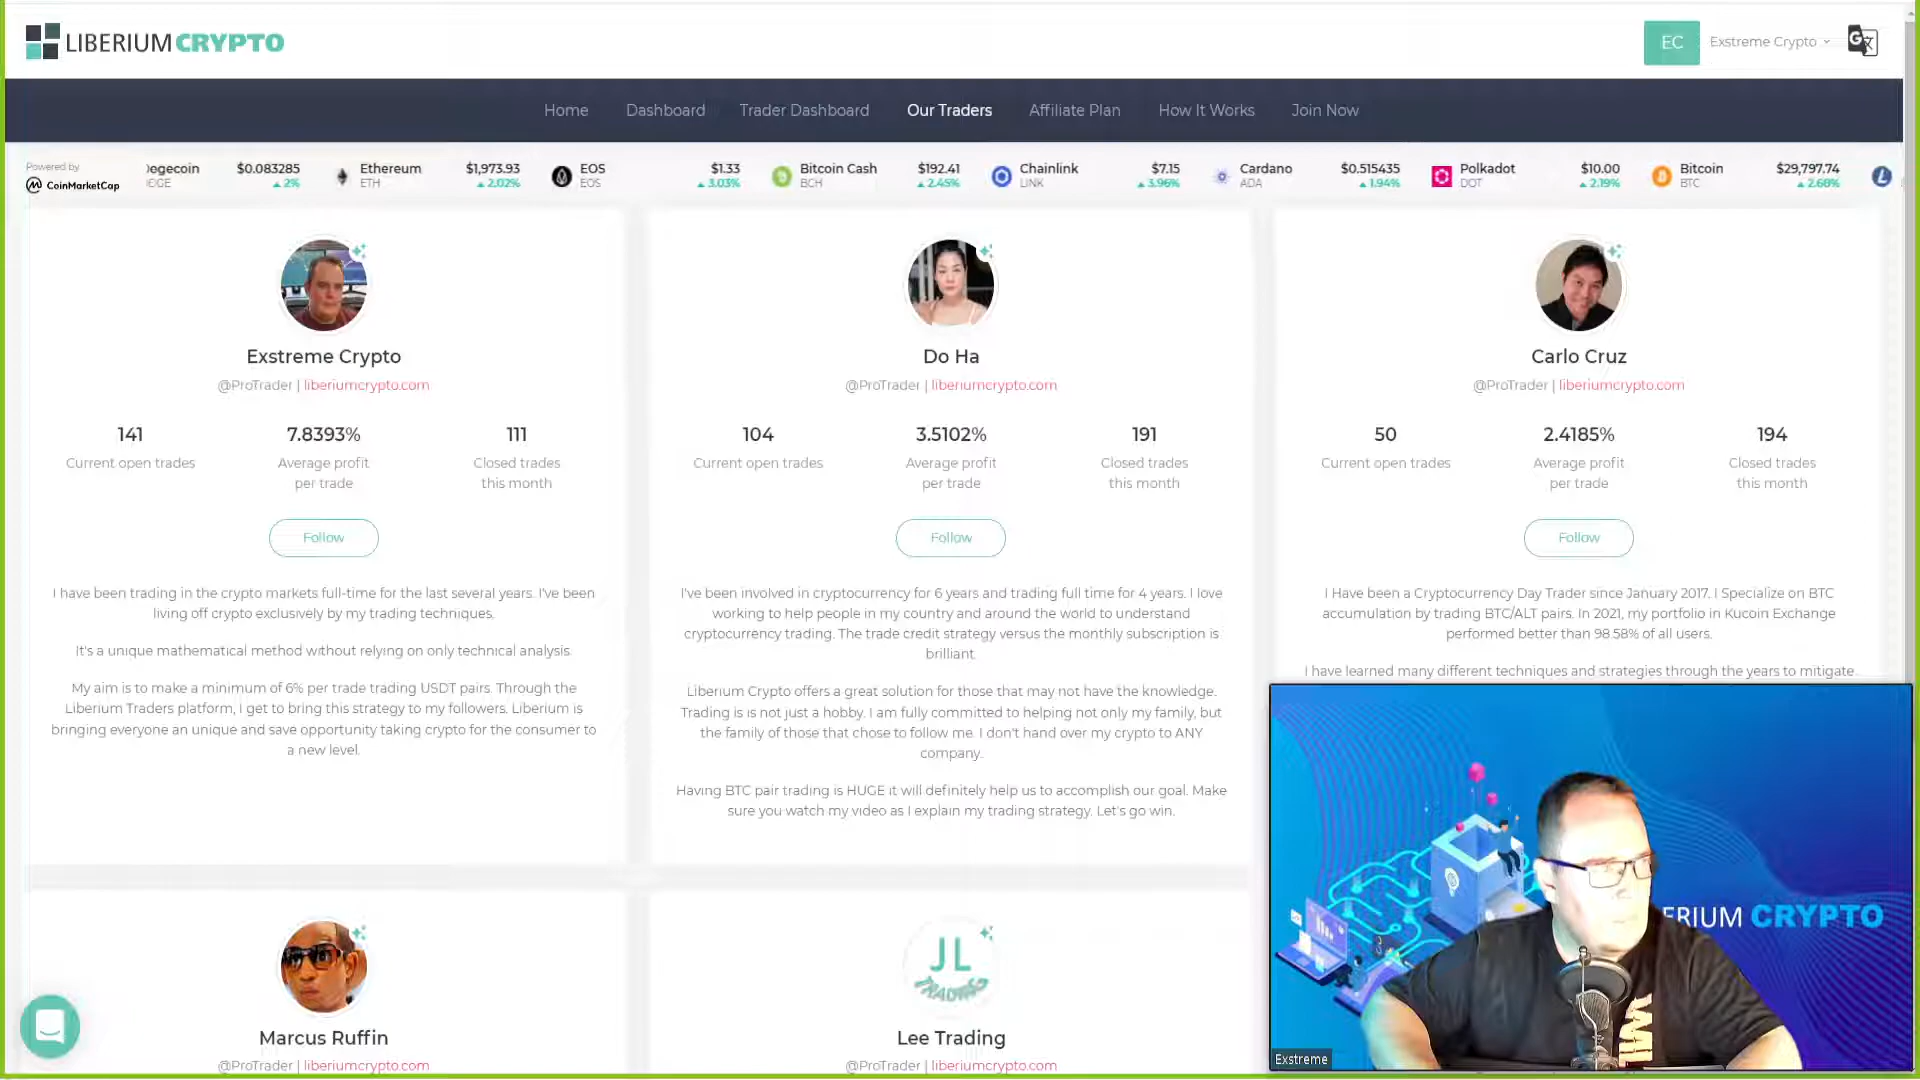 LIBERIUMCRYPTO
EC
Exstreme Crypto
Home
Dashboard
Trader Dashboard
Our Traders
Affiliate Plan
How It Works
Join Now
Powered by
CoinMarketCap
$0.083285
2%
Ethereum
ETH
$1,973.93
2.02%
EOS
EOS
$1.33
3.03%
Bitcoin Cash
BCH
$192.41
2.45%
Chainlink
LINK
$7.15
3.96%
Cardano
ADA
$0.515435
1.94%
Polkadot
DOT
$10.00
2.19%
Bitcoin
BTC
$29,797.74
2.68%
Exstreme Crypto
@ProTrader | liberiumcrypto.com
141
Current open trades
7.8393%
Average profit
per trade
111
Closed trades
this month
Follow
I have been trading in the crypto markets full-time for the last several years. I've been
living off crypto exclusively by my trading techniques.
It's a unique mathematical method without relying on only technical analysis
My aim is to make a minimum of 6% per trade trading USDT pairs. Through the
Liberium Traders platform, I get to bring this strategy to my followers. Liberium is
bringing everyone an unique and save opportunity taking crypto for the consumer to
a new level.
Do Ha
@ProTrader | liberiumcrypto.com
104
Current open trades
3.5102%
Average profit
per trade
191
Closed trades
this month
Follow
I've been involved in cryptocurrency for 6 years and trading full time for 4 years. I love
working to help people in my country and around the world to understand
cryptocurrency trading. The trade credit strategy versus the monthly subscription is
brilliant.
Liberium Crypto offers a great solution for those that may not have the knowledge.
Trading is is not just a hobby. I am fully committed to helping not only my family, but
the family of those that chose to follow me. I don't hand over my crypto to ANY
company.
Having BTC pair trading is HUGE it will definitely help us to accomplish our goal. Make
sure you watch my video as I explain my trading strategy. Let's go win.
Carlo Cruz
@ProTrader | liberiumcrypto.com
50
Current open trades
2.4185%
Average profit
per trade
194
Closed trades
this month
Follow
I Have been a Cryptocurrency Day Trader since January 2017. I Specialize on BTC
accumulation by trading BTC/ALT pairs. In 2021, my portfolio in Kucoin Exchange
performed better than 98.58% of all users.
I have learned many different techniques and strategies through the years to mitigate
Marcus Ruffin
@ProTrader | liberiumcrypto.com
JL
TRADING
Lee Trading
@ProTrader | liberiumcrypto.com
ERIUM CRYPTO
Exstreme